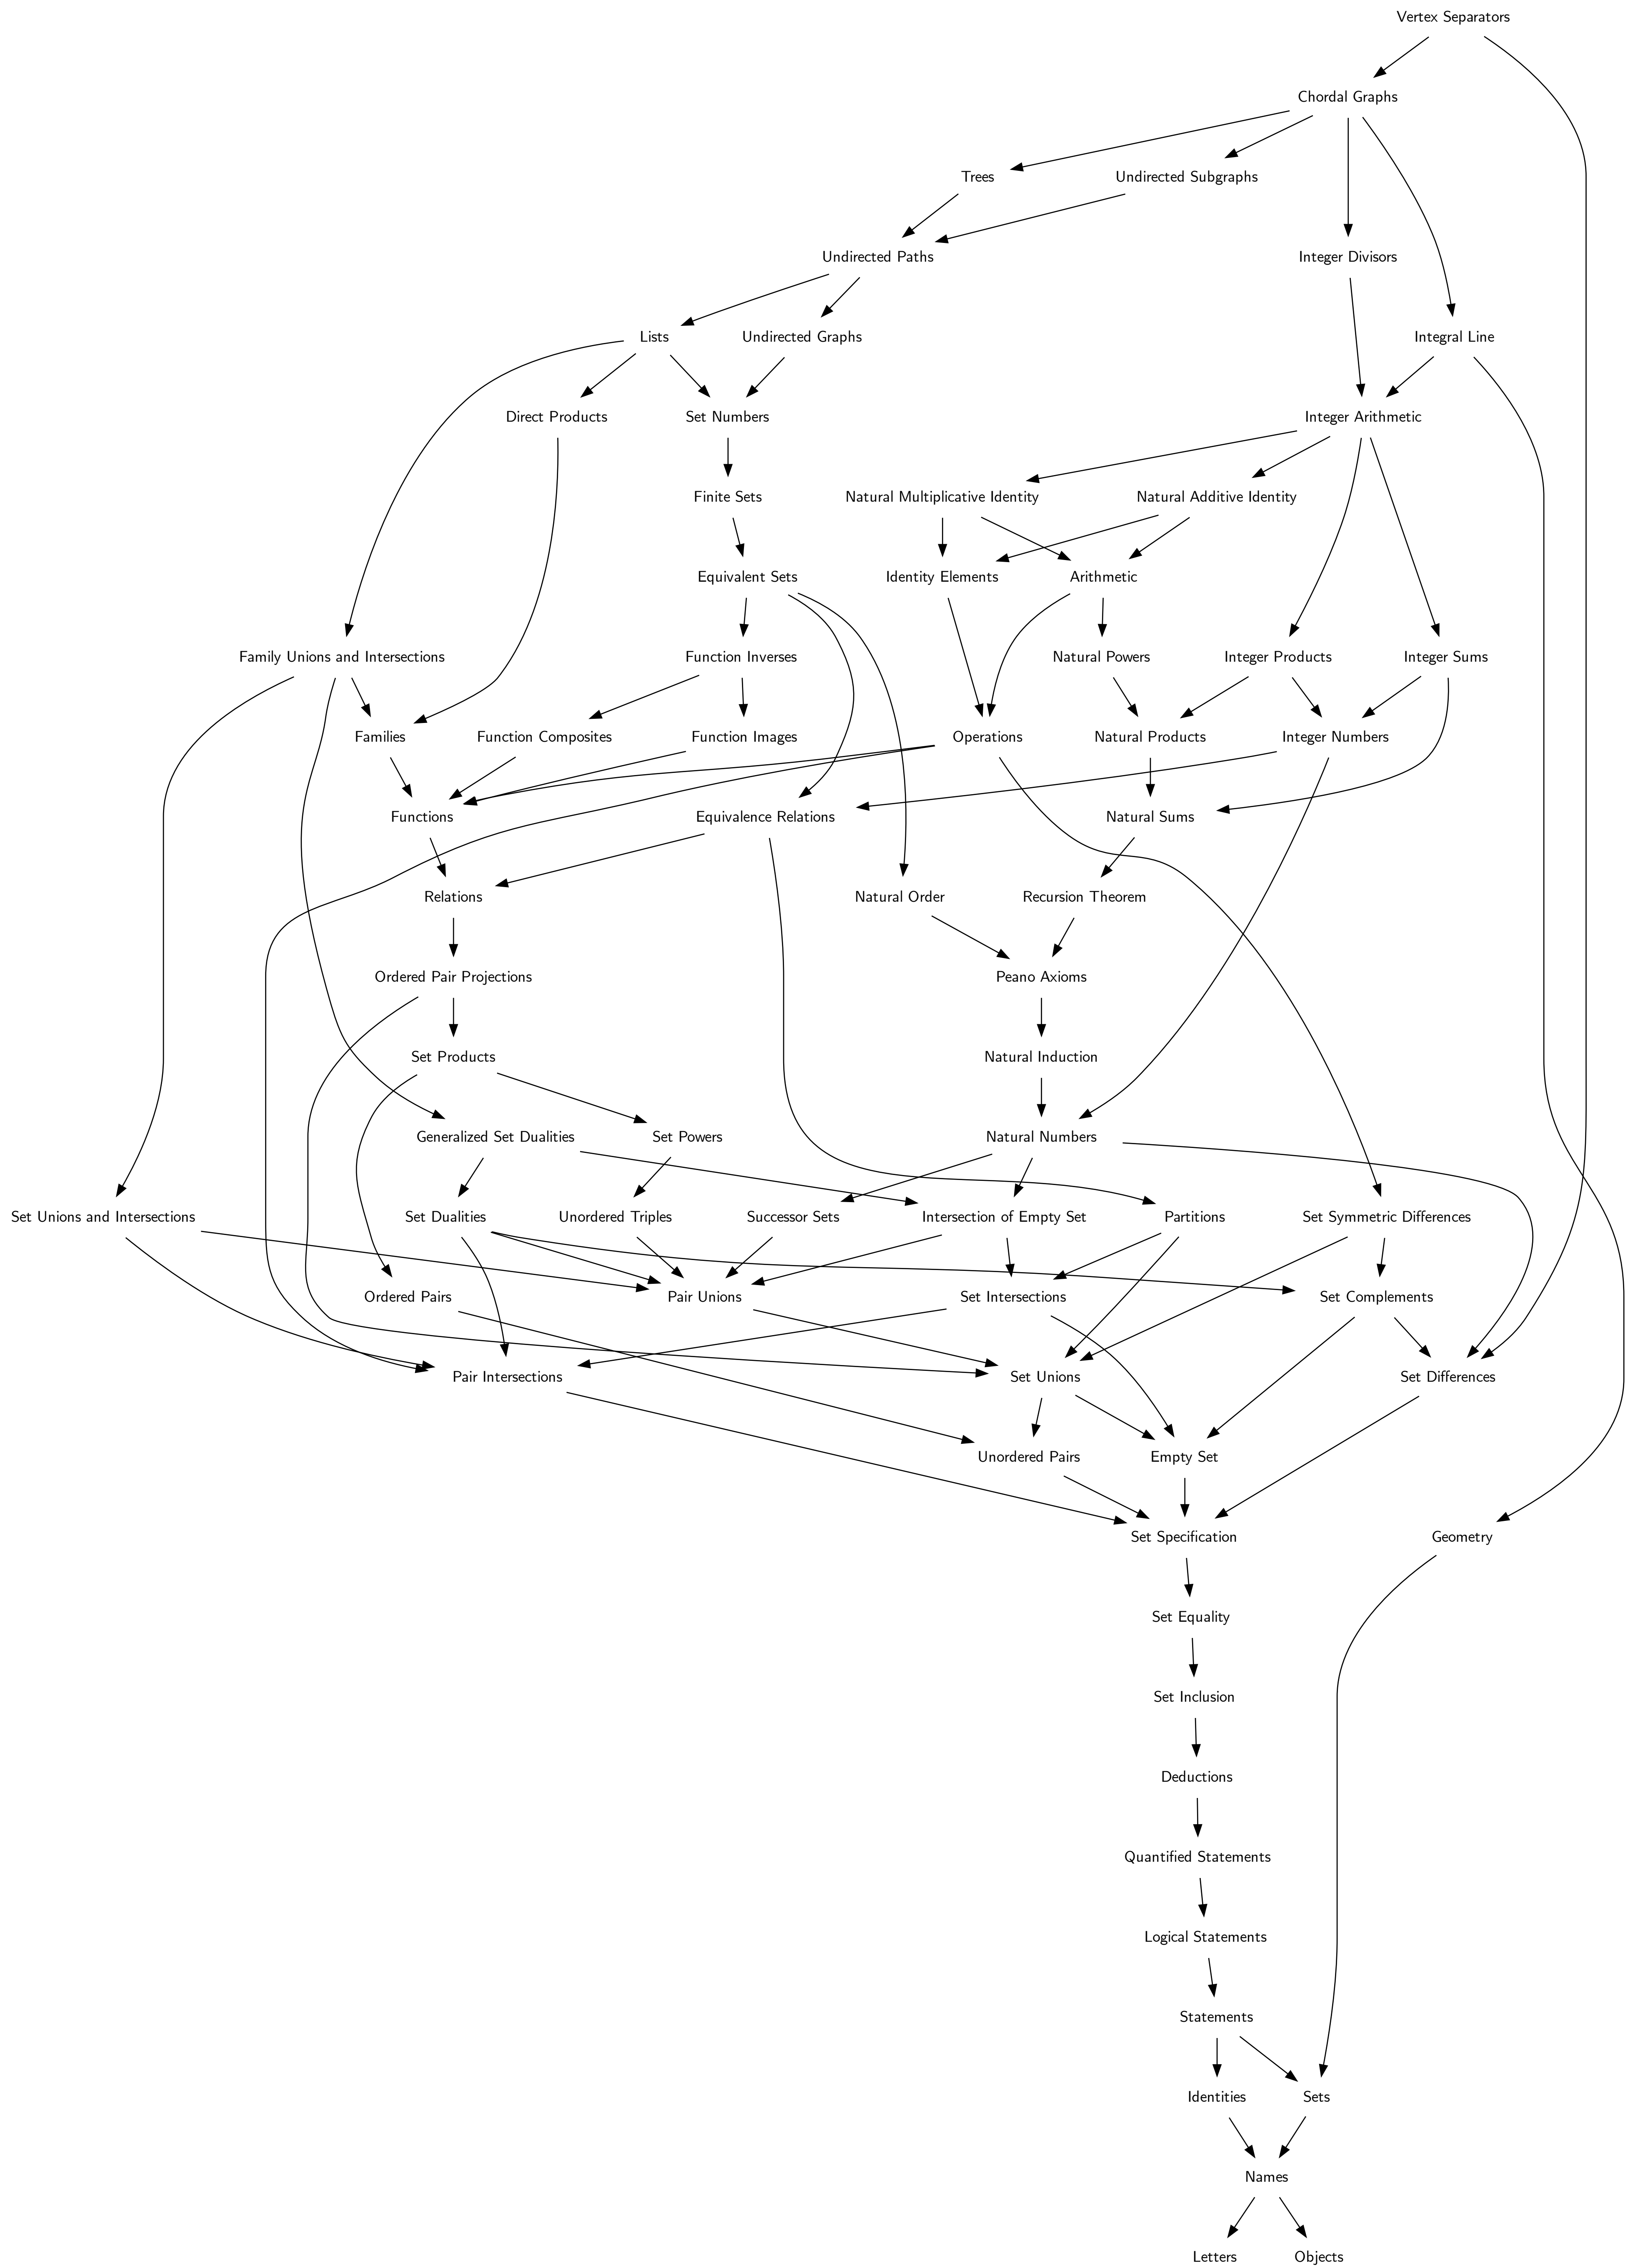 Vertex Separators
Chordal Graphs
Trees
Undirected Subgraphs
Undirected Paths
Integer Divisors
Lists
Undirected Graphs
Integral Line
Direct Products
Set Numbers
Integer Arithmetic
Finite Sets
Natural Multiplicative Identity
Natural Additive Identity
Equivalent Sets
Identity Elements
Arithmetic
Family Unions and Intersections
Function Inverses
Natural Powers
Integer Products
Integer Sums
Families
Function Composites
Function Images
Operations
Natural Products
Integer Numbers
Functions
Equivalence Relations
Natural Sums
Relations
Natural Order
Recursion Theorem
Ordered Pair Projections
Peano Axioms
Set Products
Natural Induction
Generalized Set Dualities
Set Powers
Natural Numbers
Set Unions and Intersections
Set Dualities
Unordered Triples
Successor Sets
Intersection of Empty Set
Partitions
Set Symmetric Differences
Ordered Pairs
Pair Unions
Set Intersections
Set Complements
Pair Intersections
Set Unions
Set Differences
Unordered Pairs
Empty Set
Set Specification
Geometry
Set Equality
Set Inclusion
Deductions
Quantified Statements
Logical Statements
Statements
Identities
Sets
Names
Letters
Objects